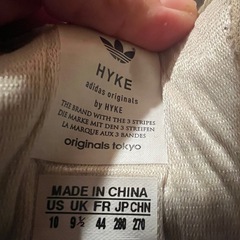 HYKE
adidas originals
by HYKE
THE BRAND WITH THE 3 STRIPES
DIE MARKE MIT DEN 3 STREIFEN
LA MARQUE AUX 3 BANDES
originals tokyo
MADE IN CHINA
US UK FR JP CHN
10 9½ 44 280 270